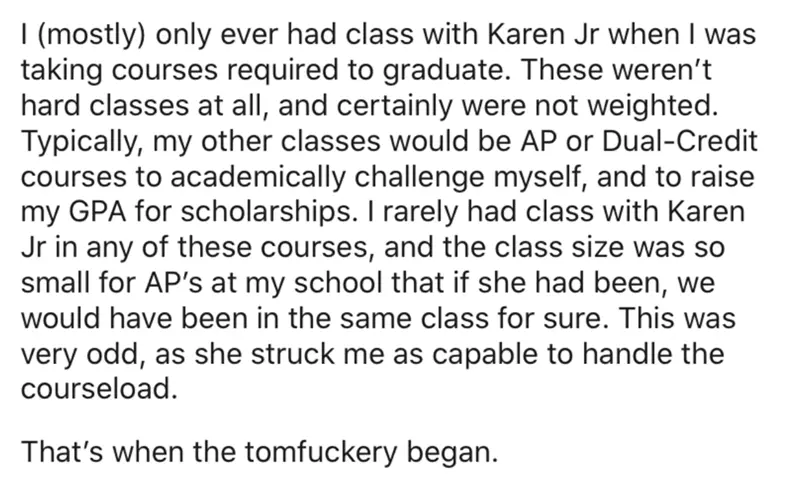 I (mostly) only ever had class with Karen Jr when I was
taking courses required to graduate. These weren’t
hard classes at all, and certainly were not weighted.
Typically, my other classes would be AP or Dual-Credit
courses to academically challenge myself, and to raise
my GPA for scholarships. I rarely had class with Karen
Jr in any of these courses, and the class size was so
small for AP’s at my school that if she had been, we
would have been in the same class for sure. This was
very odd, as she struck me as capable to handle the
courseload.
That’s when the tomfuckery began.